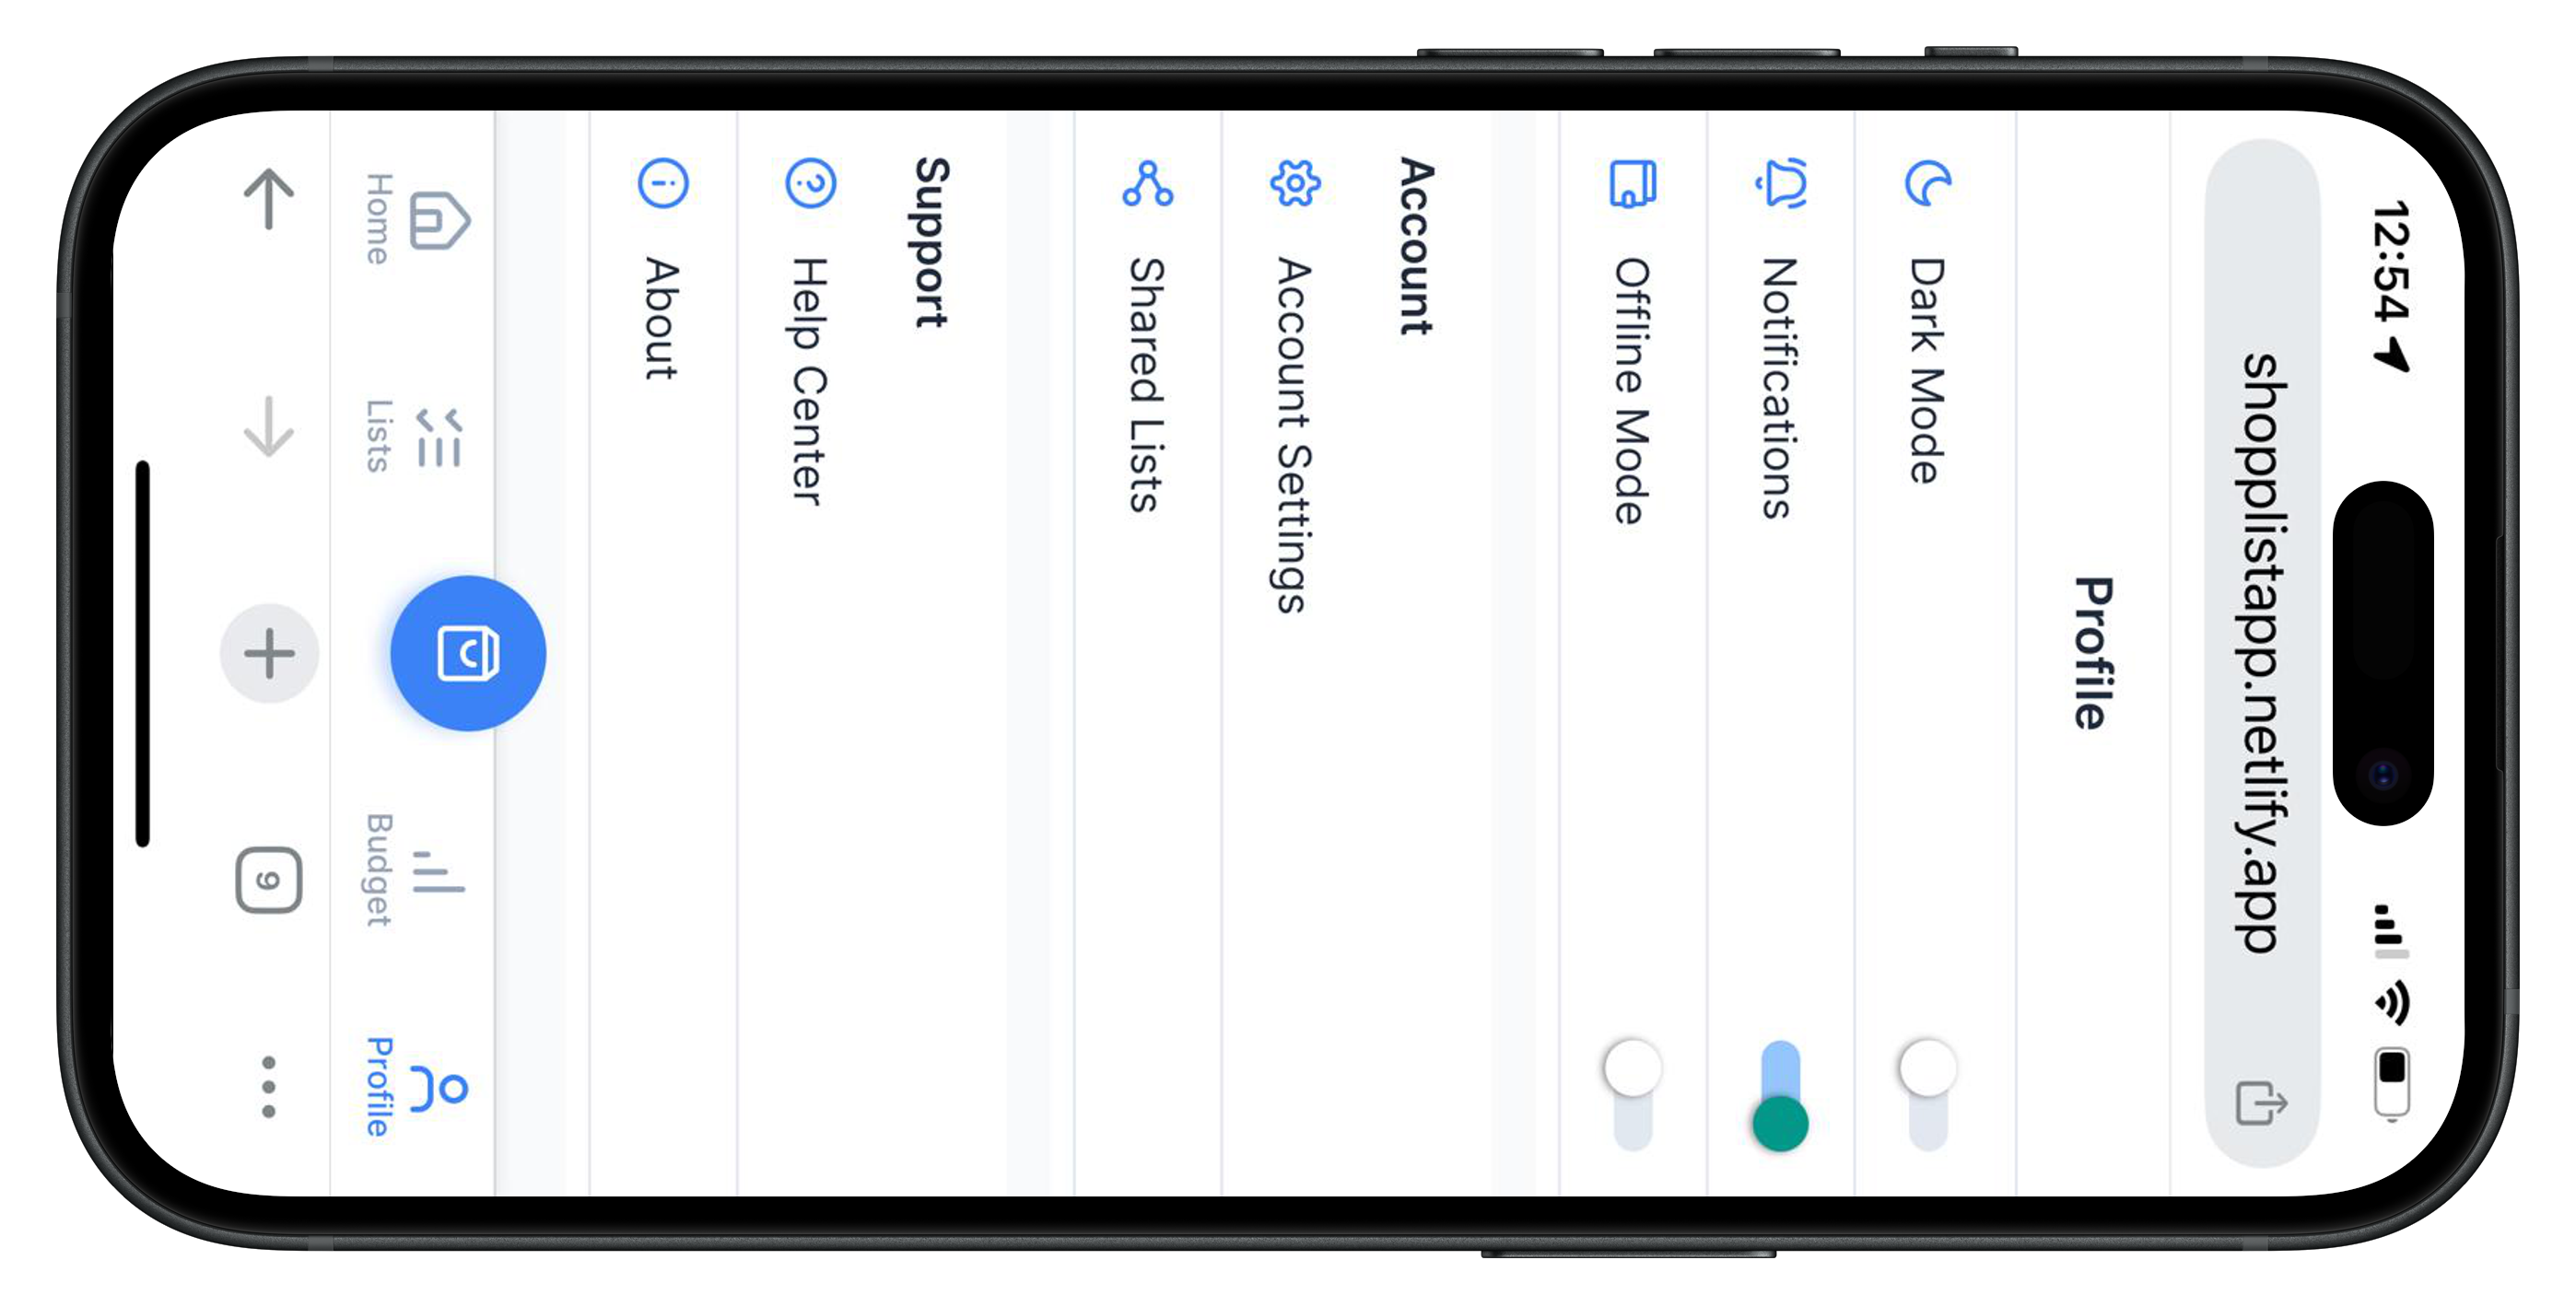 12:54
shopplistapp.netlify.app
Profile
Dark Mode
Notifications
Offline Mode
Account
Account Settings
Shared Lists
Support
Help Center
About
Home
Lists
Budget
Profile
9